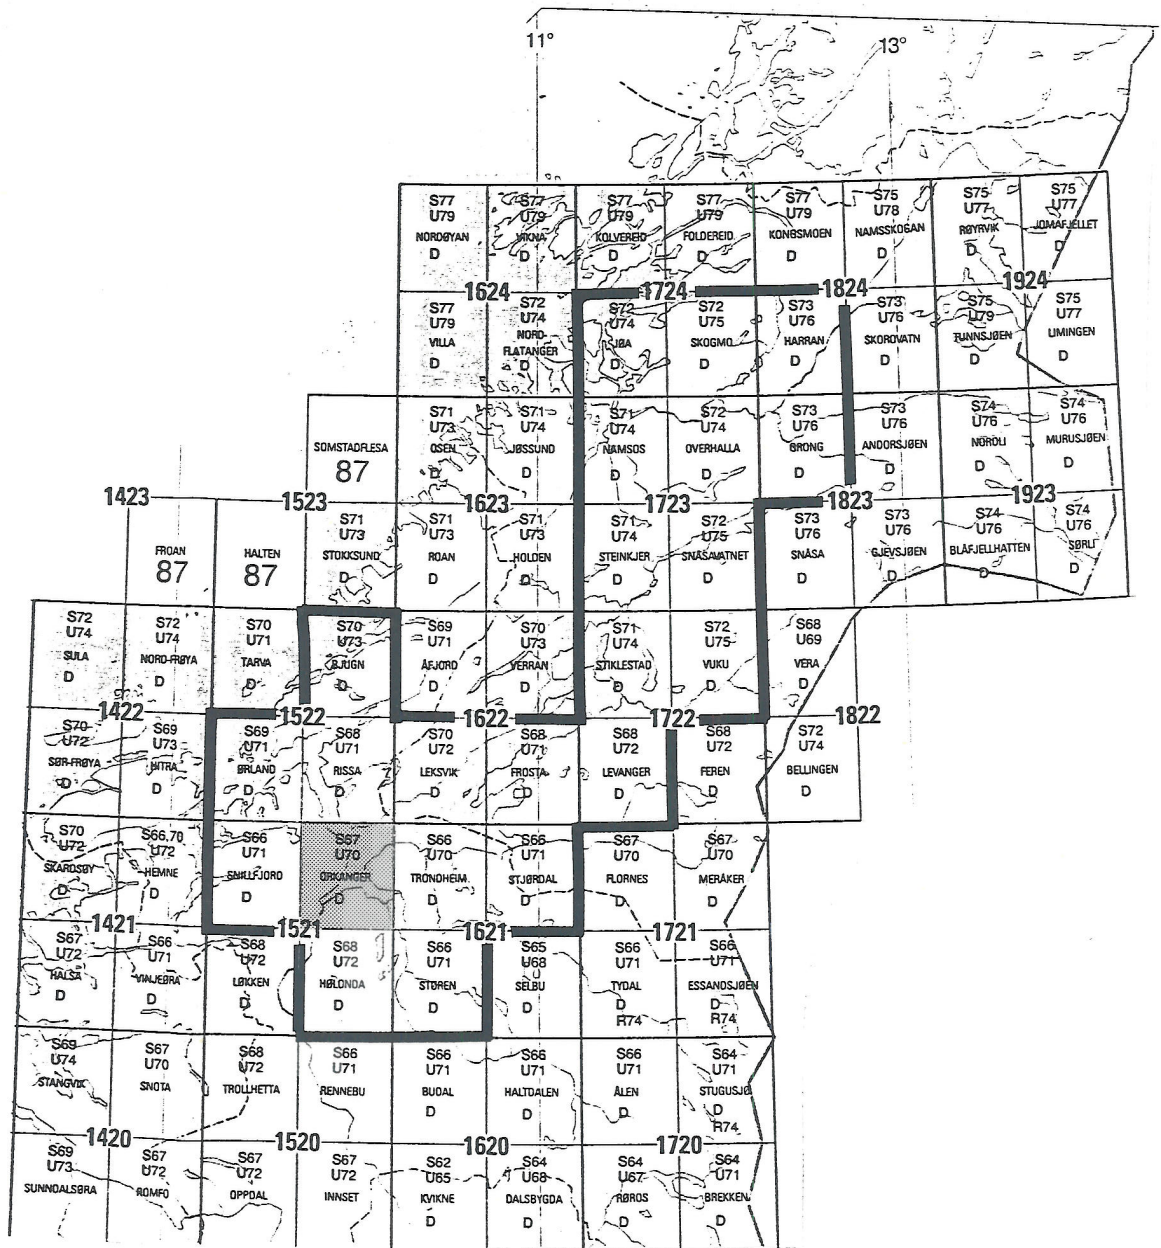 11°
13°
S77 S77 S77 S77 S77 S75 S75 S75
U79 U79 U79 U79 U79 U78 U77 U77
NORDØYAN VIKNA KOLVEREID FOLDEREID KONGSMOEN NAMSSKOGAN RØYRVIK JOMAFJELLET
D D D D D D D D
1624 1724 1824 1924
S77 S72 S72 S72 S73 S73 S75 S75
U79 U74 U74 U75 U76 U76 U79 U77
VILLA NORD-FLATANGER JØA SKOGMO HARRAN SKOROVATN TUNNSJØEN LIMINGEN
D D D D D D D D
S71 S71 S71 S72 S73 S73 S74 S74
U73 U74 U74 U74 U76 U76 U76 U76
SOMSTADFLESA OSEN JØSSUND NAMSOS OVERHALLA GRONG ANDORSJØEN NORDLI MURUSJØEN
87 D D D D D D D D
1423 1523 1623 1723 1823 1923
S71 S71 S71 S71 S72 S73 S73 S74 S74
U73 U73 U73 U74 U75 U76 U76 U76 U76
FROAN HALTEN STOKKSUND ROAN HOLDEN STEINKJER SNÅSAVATNET SNÅSA GJEVSJØEN BLÅFJELLHATTEN SØRLI
87 87 D D D D D D D D D
S72 S72 S70 S70 S69 S70 S71 S72 S68
U74 U74 U71 U73 U71 U73 U74 U75 U69
SULA NORD-FRØYA TARVA BJUGN ÅFJORD VERRAN STIKLESTAD VUKU VERA
D D D D D D D D D
1422 1522 1622 1722 1822
S70 S69 S69 S68 S70 S68 S68 S68 S72
U72 U73 U71 U71 U72 U71 U72 U72 U74
SØR-FRØYA HITRA ØRLAND RISSA LEKSVIK FROSTA LEVANGER FEREN BELLINGEN
D D D D D D D D D
S70 S66,70 S66 S67 S66 S66 S67 S67
U72 U72 U71 U70 U70 U71 U70 U70
SKARDSØY HEMNE SNILLFJORD ORKANGER TRONDHEIM STJØRDAL FLORNES MERÅKER
D D D D D D D D
1421 1521 1621 1721
S67 S66 S68 S68 S66 S65 S66 S66
U72 U71 U72 U72 U71 U68 U71 U71
HALSA VINJEØRA LØKKEN HØLONDA STØREN SELBU TYDAL ESSANDSJØEN
D D D D D D D D
R74 R74
S69 S67 S68 S66 S66 S66 S66 S64
U74 U70 U72 U71 U71 U71 U71 U71
STANGVIK SNOTA TROLLHETTA RENNEBU BUDAL HALTDALEN ÅLEN STUGUSJØ
D D D D
R74
1420 1520 1620 1720
S69 S67 S67 S67 S62 S64 S64 S64
U73 U72 U72 U72 U65 U68 U67 U71
SUNNDALSØRA ROMFO OPPDAL INNSET KVIKNE DALSBYGDA RØROS BREKKEN
D D D D